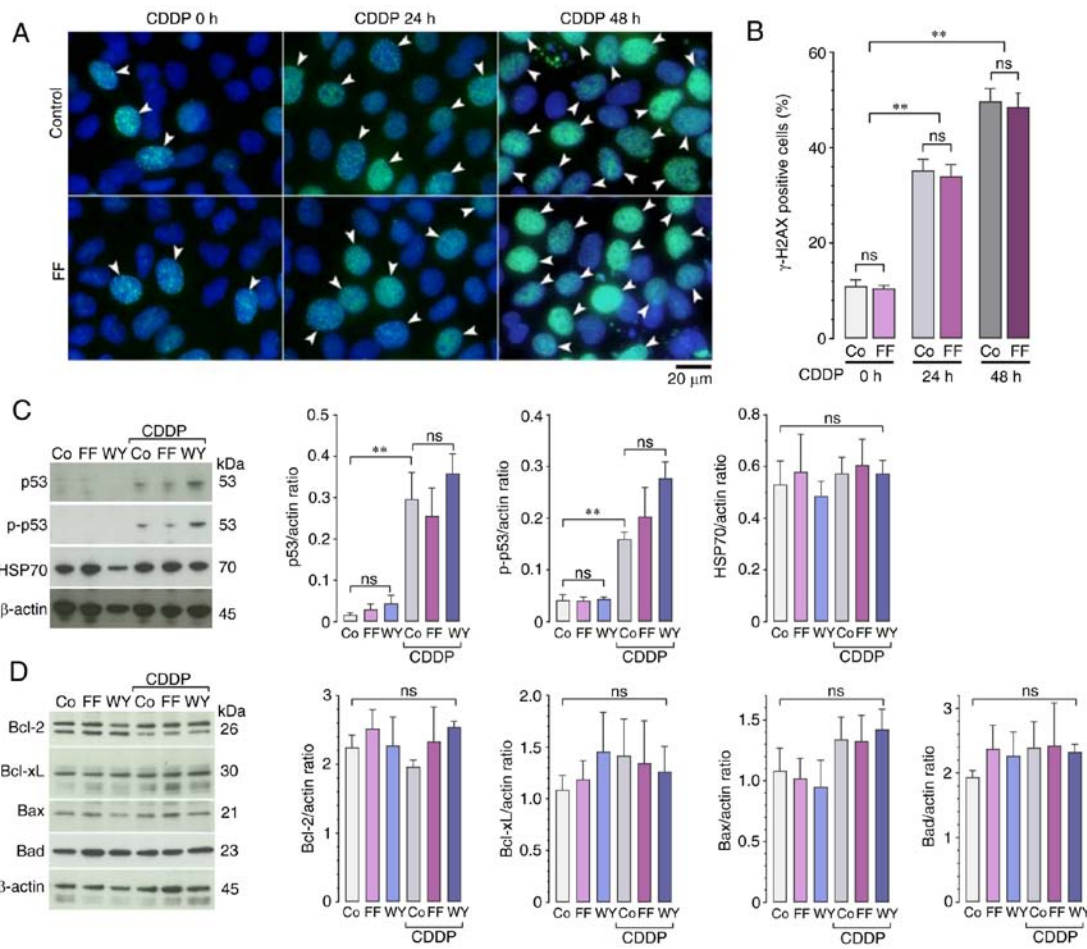 A
CDDP 0 h CDDP 24 h CDDP 48 h
Control
FF
20 μm
B
γ-H2AX positive cells (%)
60
40
20
0
**
**
ns
ns
ns
Co FF Co FF Co FF
CDDP 0 h 24 h 48 h
C
CDDP
Co FF WY Co FF WY
kDa
p53 53
p-p53 53
HSP70 70
β-actin 45
p53/actin ratio
0.4
0.3
0.2
0.1
0
ns
**
ns
Co FF WY Co FF WY
CDDP
p-p53/actin ratio
0.4
0.3
0.2
0.1
0
ns
**
ns
Co FF WY Co FF WY
CDDP
HSP70/actin ratio
0.8
0.6
0.4
0.2
0
ns
Co FF WY Co FF WY
CDDP
D
CDDP
Co FF WY Co FF WY
kDa
Bcl-2 26
Bcl-xL 30
Bax 21
Bad 23
β-actin 45
Bcl-2/actin ratio
3
2
1
0
ns
Co FF WY Co FF WY
CDDP
Bcl-xL/actin ratio
2.0
1.5
1.0
0.5
0
ns
Co FF WY Co FF WY
CDDP
Bax/actin ratio
2.0
1.5
1.0
0.5
0
ns
Co FF WY Co FF WY
CDDP
Bad/actin ratio
3
2
1
0
ns
Co FF WY Co FF WY
CDDP